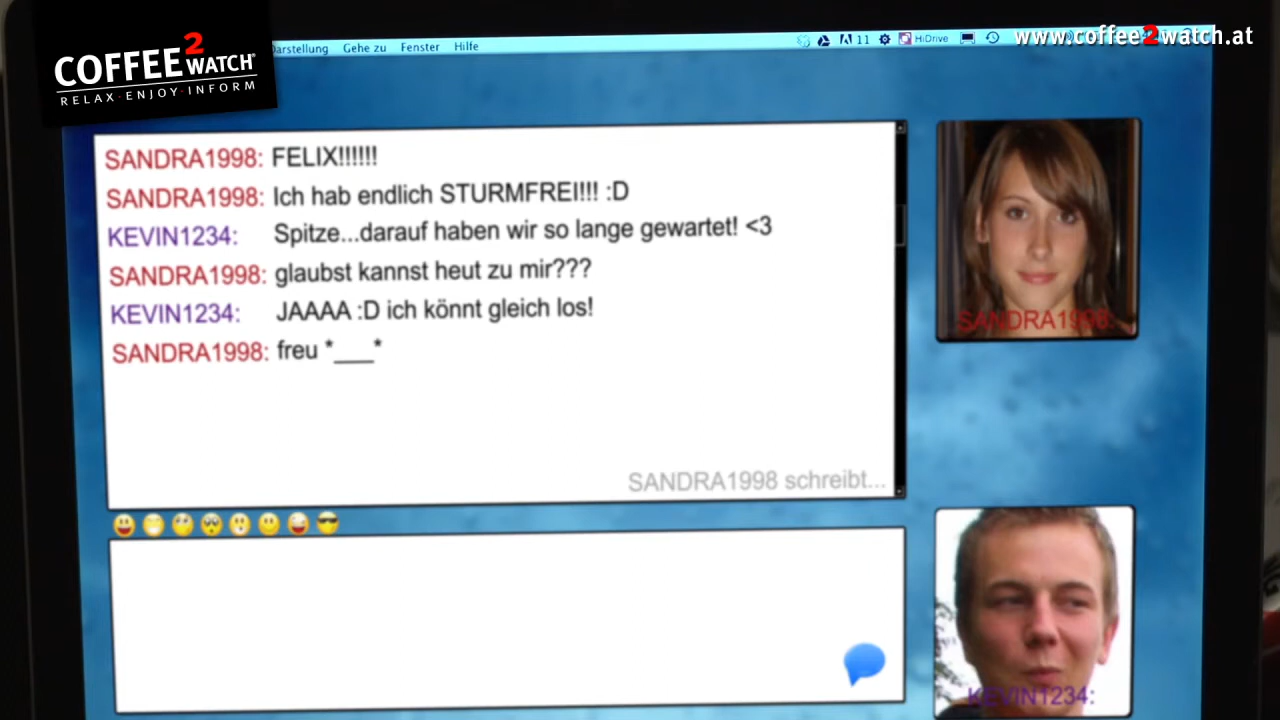 COFFEE2WATCH®
RELAX·ENJOY·INFORM
Darstellung Gehe zu Fenster Hilfe
11 HiDrive
www.coffee2watch.at
SANDRA1998: FELIX!!!!!!
SANDRA1998: Ich hab endlich STURMFREI!!! :D
KEVIN1234: Spitze...darauf haben wir so lange gewartet! <3
SANDRA1998: glaubst kannst heut zu mir???
KEVIN1234: JAAAA :D ich könnt gleich los!
SANDRA1998: freu *___*
SANDRA1998 schreibt...
SANDRA1998
KEVIN1234: